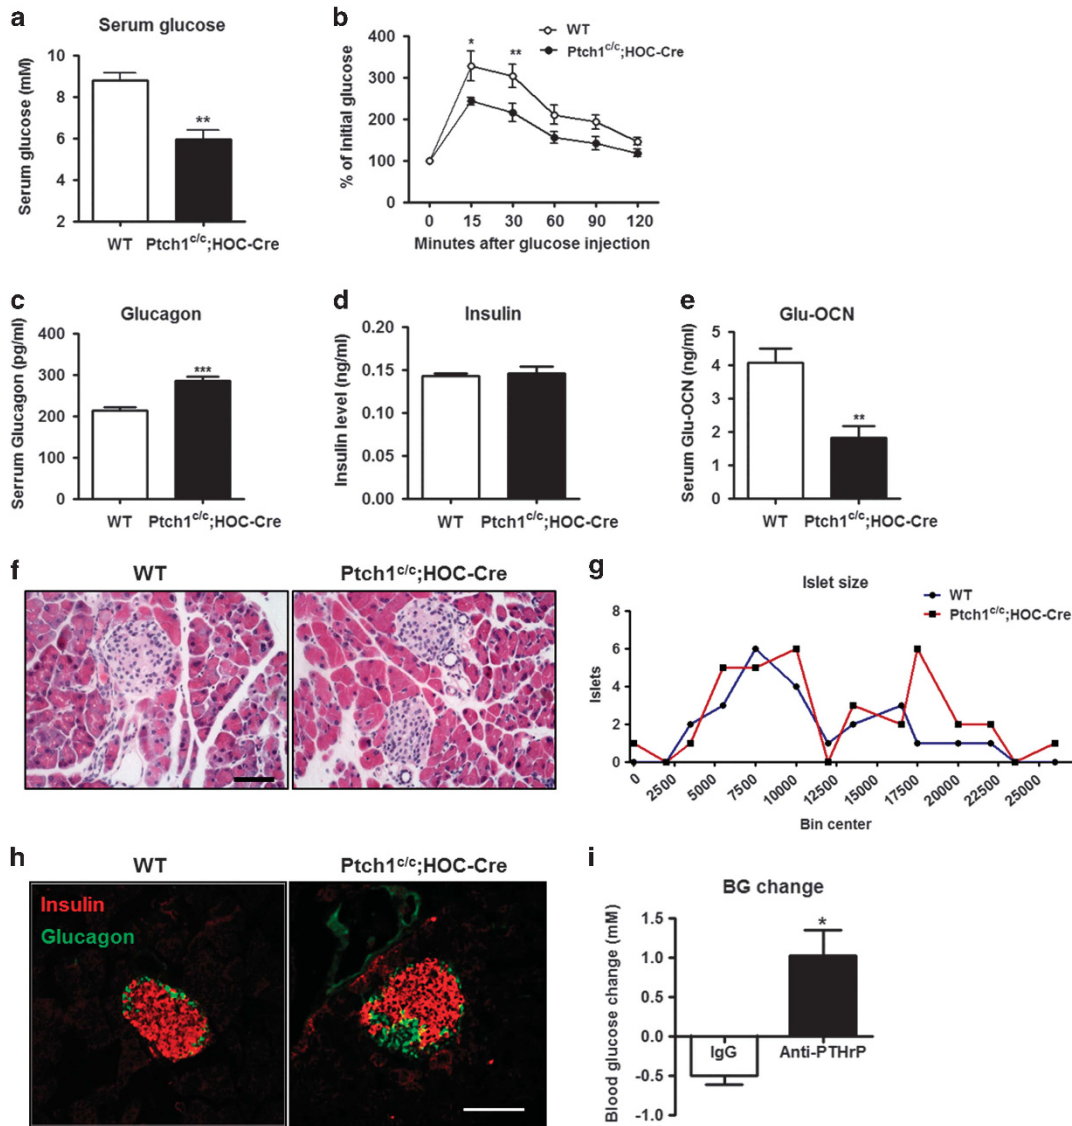 a
Serum glucose
Serum glucose (mM)
10
8
6
4
2
**
WT
Ptch1c/c;HOC-Cre
b
WT
Ptch1c/c;HOC-Cre
% of initial glucose
400
300
200
100
0
*
**
0 15 30 60 90 120
Minutes after glucose injection
c
Glucagon
Serrum Glucagon (pg/ml)
400
300
200
100
0
***
WT
Ptch1c/c;HOC-Cre
d
Insulin
Insulin level (ng/ml)
0.20
0.15
0.10
0.05
0.00
WT
Ptch1c/c;HOC-Cre
e
Glu-OCN
Serum Glu-OCN (ng/ml)
5
4
3
2
1
0
**
WT
Ptch1c/c;HOC-Cre
f
WT
Ptch1c/c;HOC-Cre
g
Islet size
WT
Ptch1c/c;HOC-Cre
Islets
8
6
4
2
0
0 2500 5000 7500 10000 12500 15000 17500 20000 22500 25000
Bin center
h
WT
Ptch1c/c;HOC-Cre
Insulin
Glucagon
i
BG change
Blood glucose change (mM)
1.5
1.0
0.5
0.0
-0.5
-1.0
*
IgG
Anti-PTHrP